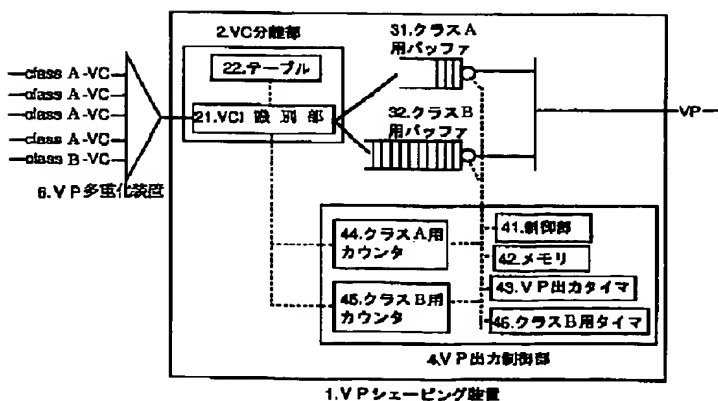 2.VC分離部
31.クラスA
用バッファ
22.テーブル
21.VCI 識 別 部
32.クラスB
用バッファ
class A-VC
class A-VC
class A-VC
class A-VC
class B-VC
VP
6.VP多重化装置
44.クラスA用
カウンタ
45.クラスB用
カウンタ
41.制御部
42.メモリ
43.VP出力タイマ
46.クラスB用タイマ
4.VP出力制御部
1.VPシェーピング装置